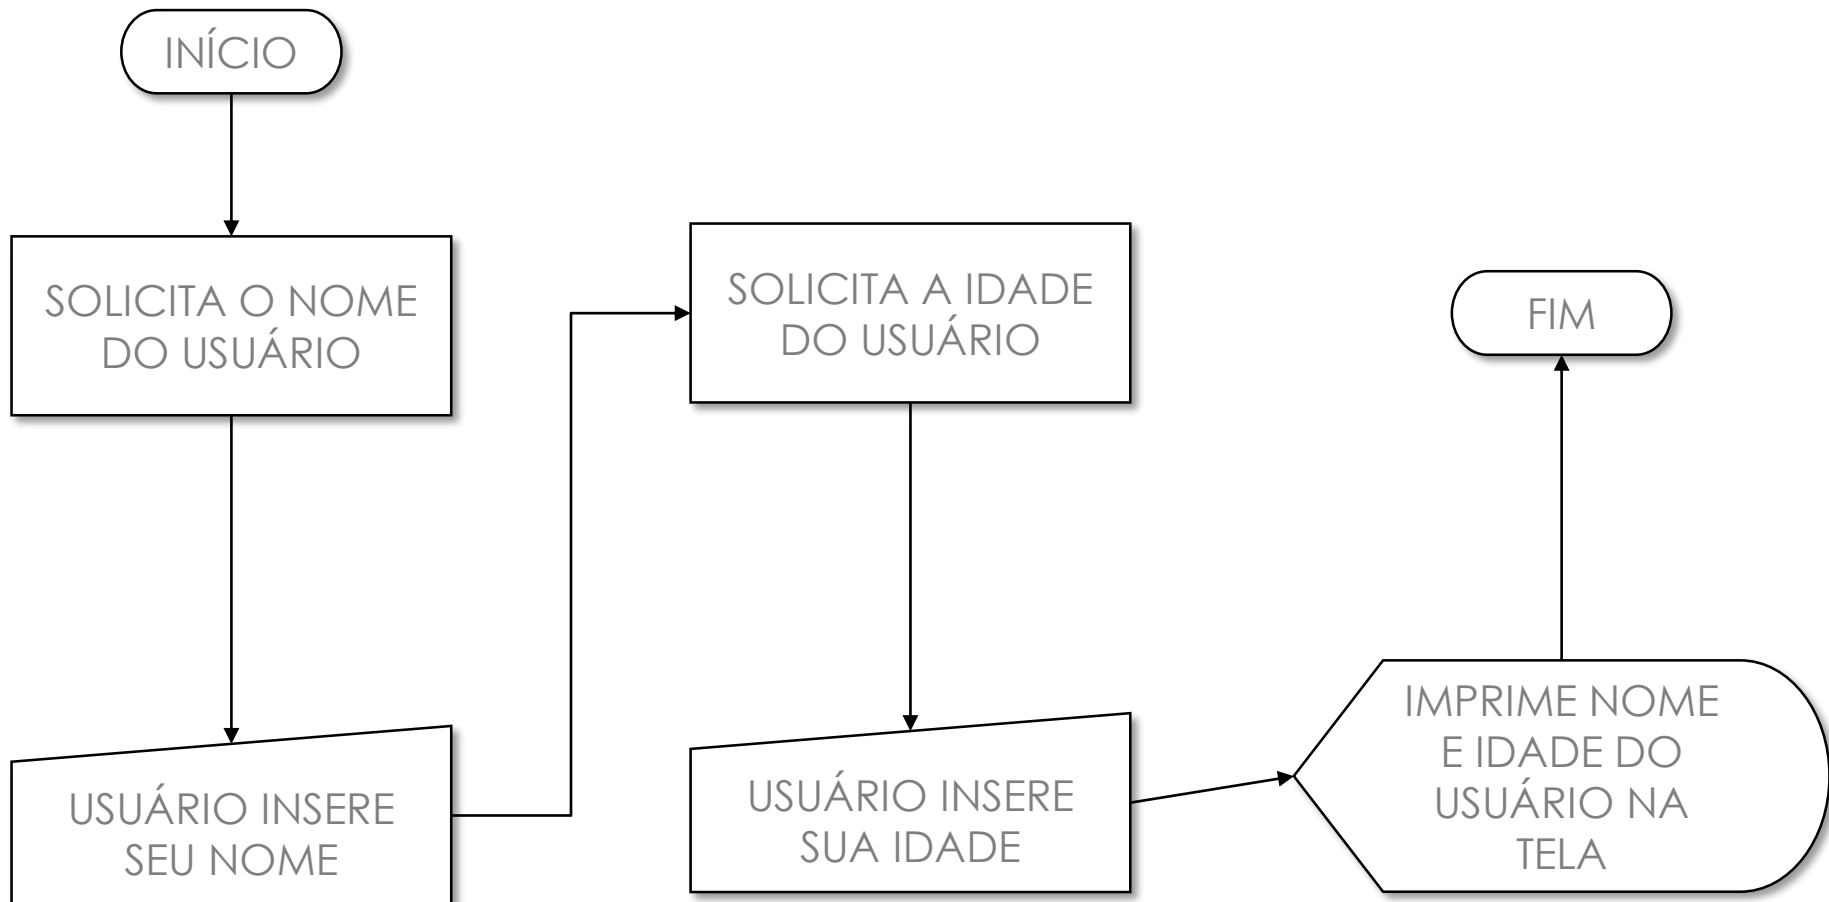 INÍCIO
SOLICITA O NOME
DO USUÁRIO
USUÁRIO INSERE
SEU NOME
SOLICITA A IDADE
DO USUÁRIO
USUÁRIO INSERE
SUA IDADE
IMPRIME NOME
E IDADE DO
USUÁRIO NA
TELA
FIM